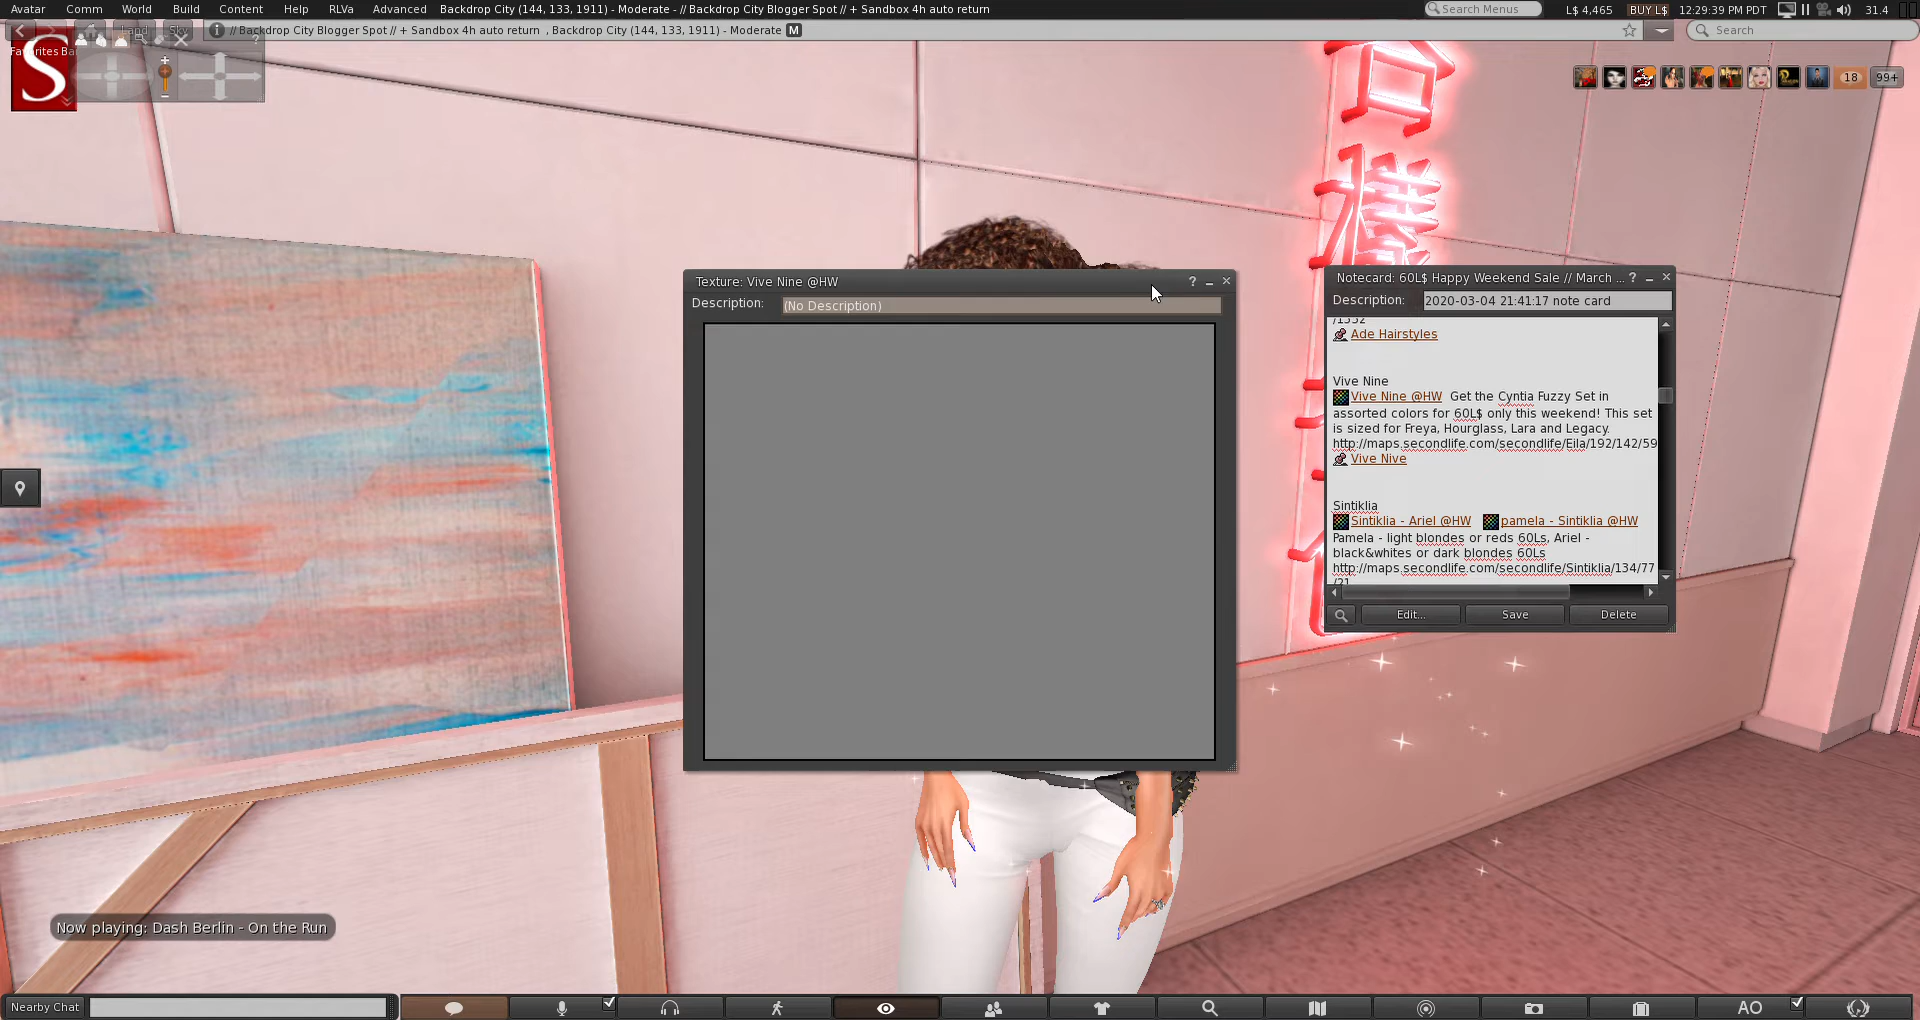 Avatar Comm World Build Content Help RLVa Advanced Backdrop City (144, 133, 1911) - Moderate - // Backdrop City Blogger Spot // + Sandbox 4h auto return Search Menus L$ 4,465 BUY L$ 12:29:39 PM PDT 31.4
Land Sky // Backdrop City Blogger Spot // + Sandbox 4h auto return , Backdrop City (144, 133, 1911) - Moderate M Search
Favorites Ba
S
18 99+
Texture: Vive Nine @HW ?
Description: (No Description)
Notecard: 60L$ Happy Weekend Sale // March ... ?
Description: 2020-03-04 21:41:17 note card
/1352
Ade Hairstyles
Vive Nine
Vive Nine @HW Get the Cyntia Fuzzy Set in
assorted colors for 60L$ only this weekend! This set
is sized for Freya, Hourglass, Lara and Legacy.
http://maps.secondlife.com/secondlife/Eila/192/142/59
Vive Nive
Sintiklia
Sintiklia - Ariel @HW pamela - Sintiklia @HW
Pamela - light blondes or reds 60Ls, Ariel -
black&whites or dark blondes 60Ls
http://maps.secondlife.com/secondlife/Sintiklia/134/77
/21
Edit... Save Delete
Now playing: Dash Berlin - On the Run
Nearby Chat AO